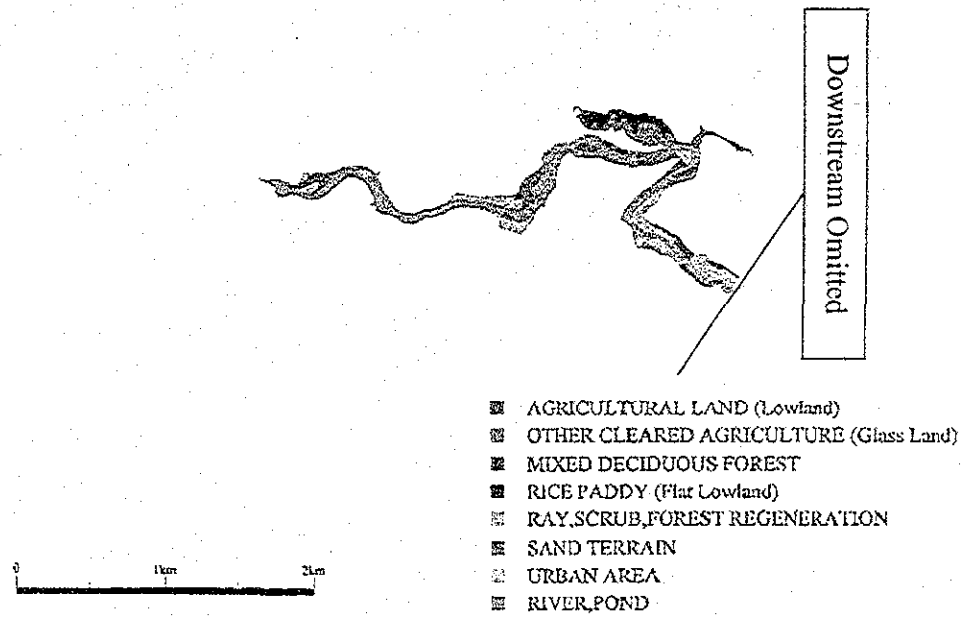 Downstream Omitted
AGRICULTURAL LAND (Lowland)
OTHER CLEARED AGRICULTURE (Glass Land)
MIXED DECIDUOUS FOREST
RICE PADDY (Flat Lowland)
RAY,SCRUB,FOREST REGENERATION
SAND TERRAIN
URBAN AREA
RIVER,POND
0 1km 2km